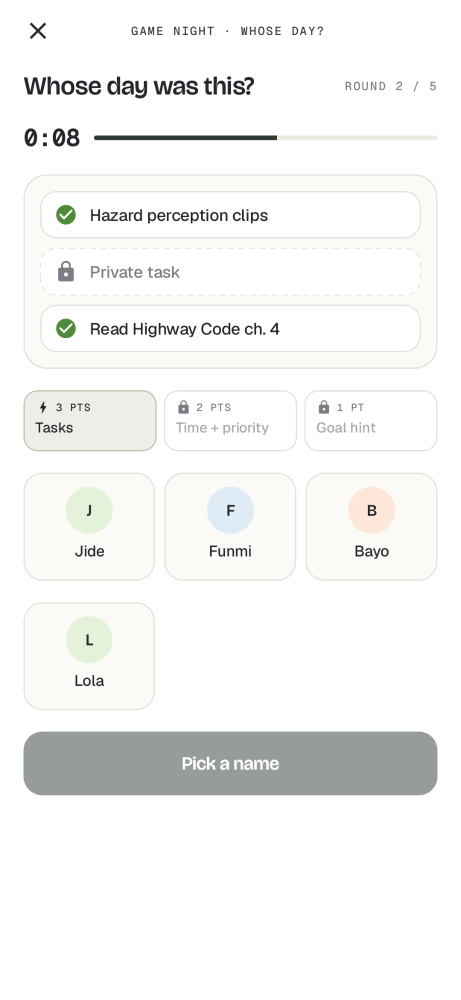 GAME NIGHT · WHOSE DAY?
Whose day was this?
ROUND 2 / 5
0:08
Hazard perception clips
Private task
Read Highway Code ch. 4
3 PTS
Tasks
2 PTS
Time + priority
1 PT
Goal hint
J
Jide
F
Funmi
B
Bayo
L
Lola
Pick a name